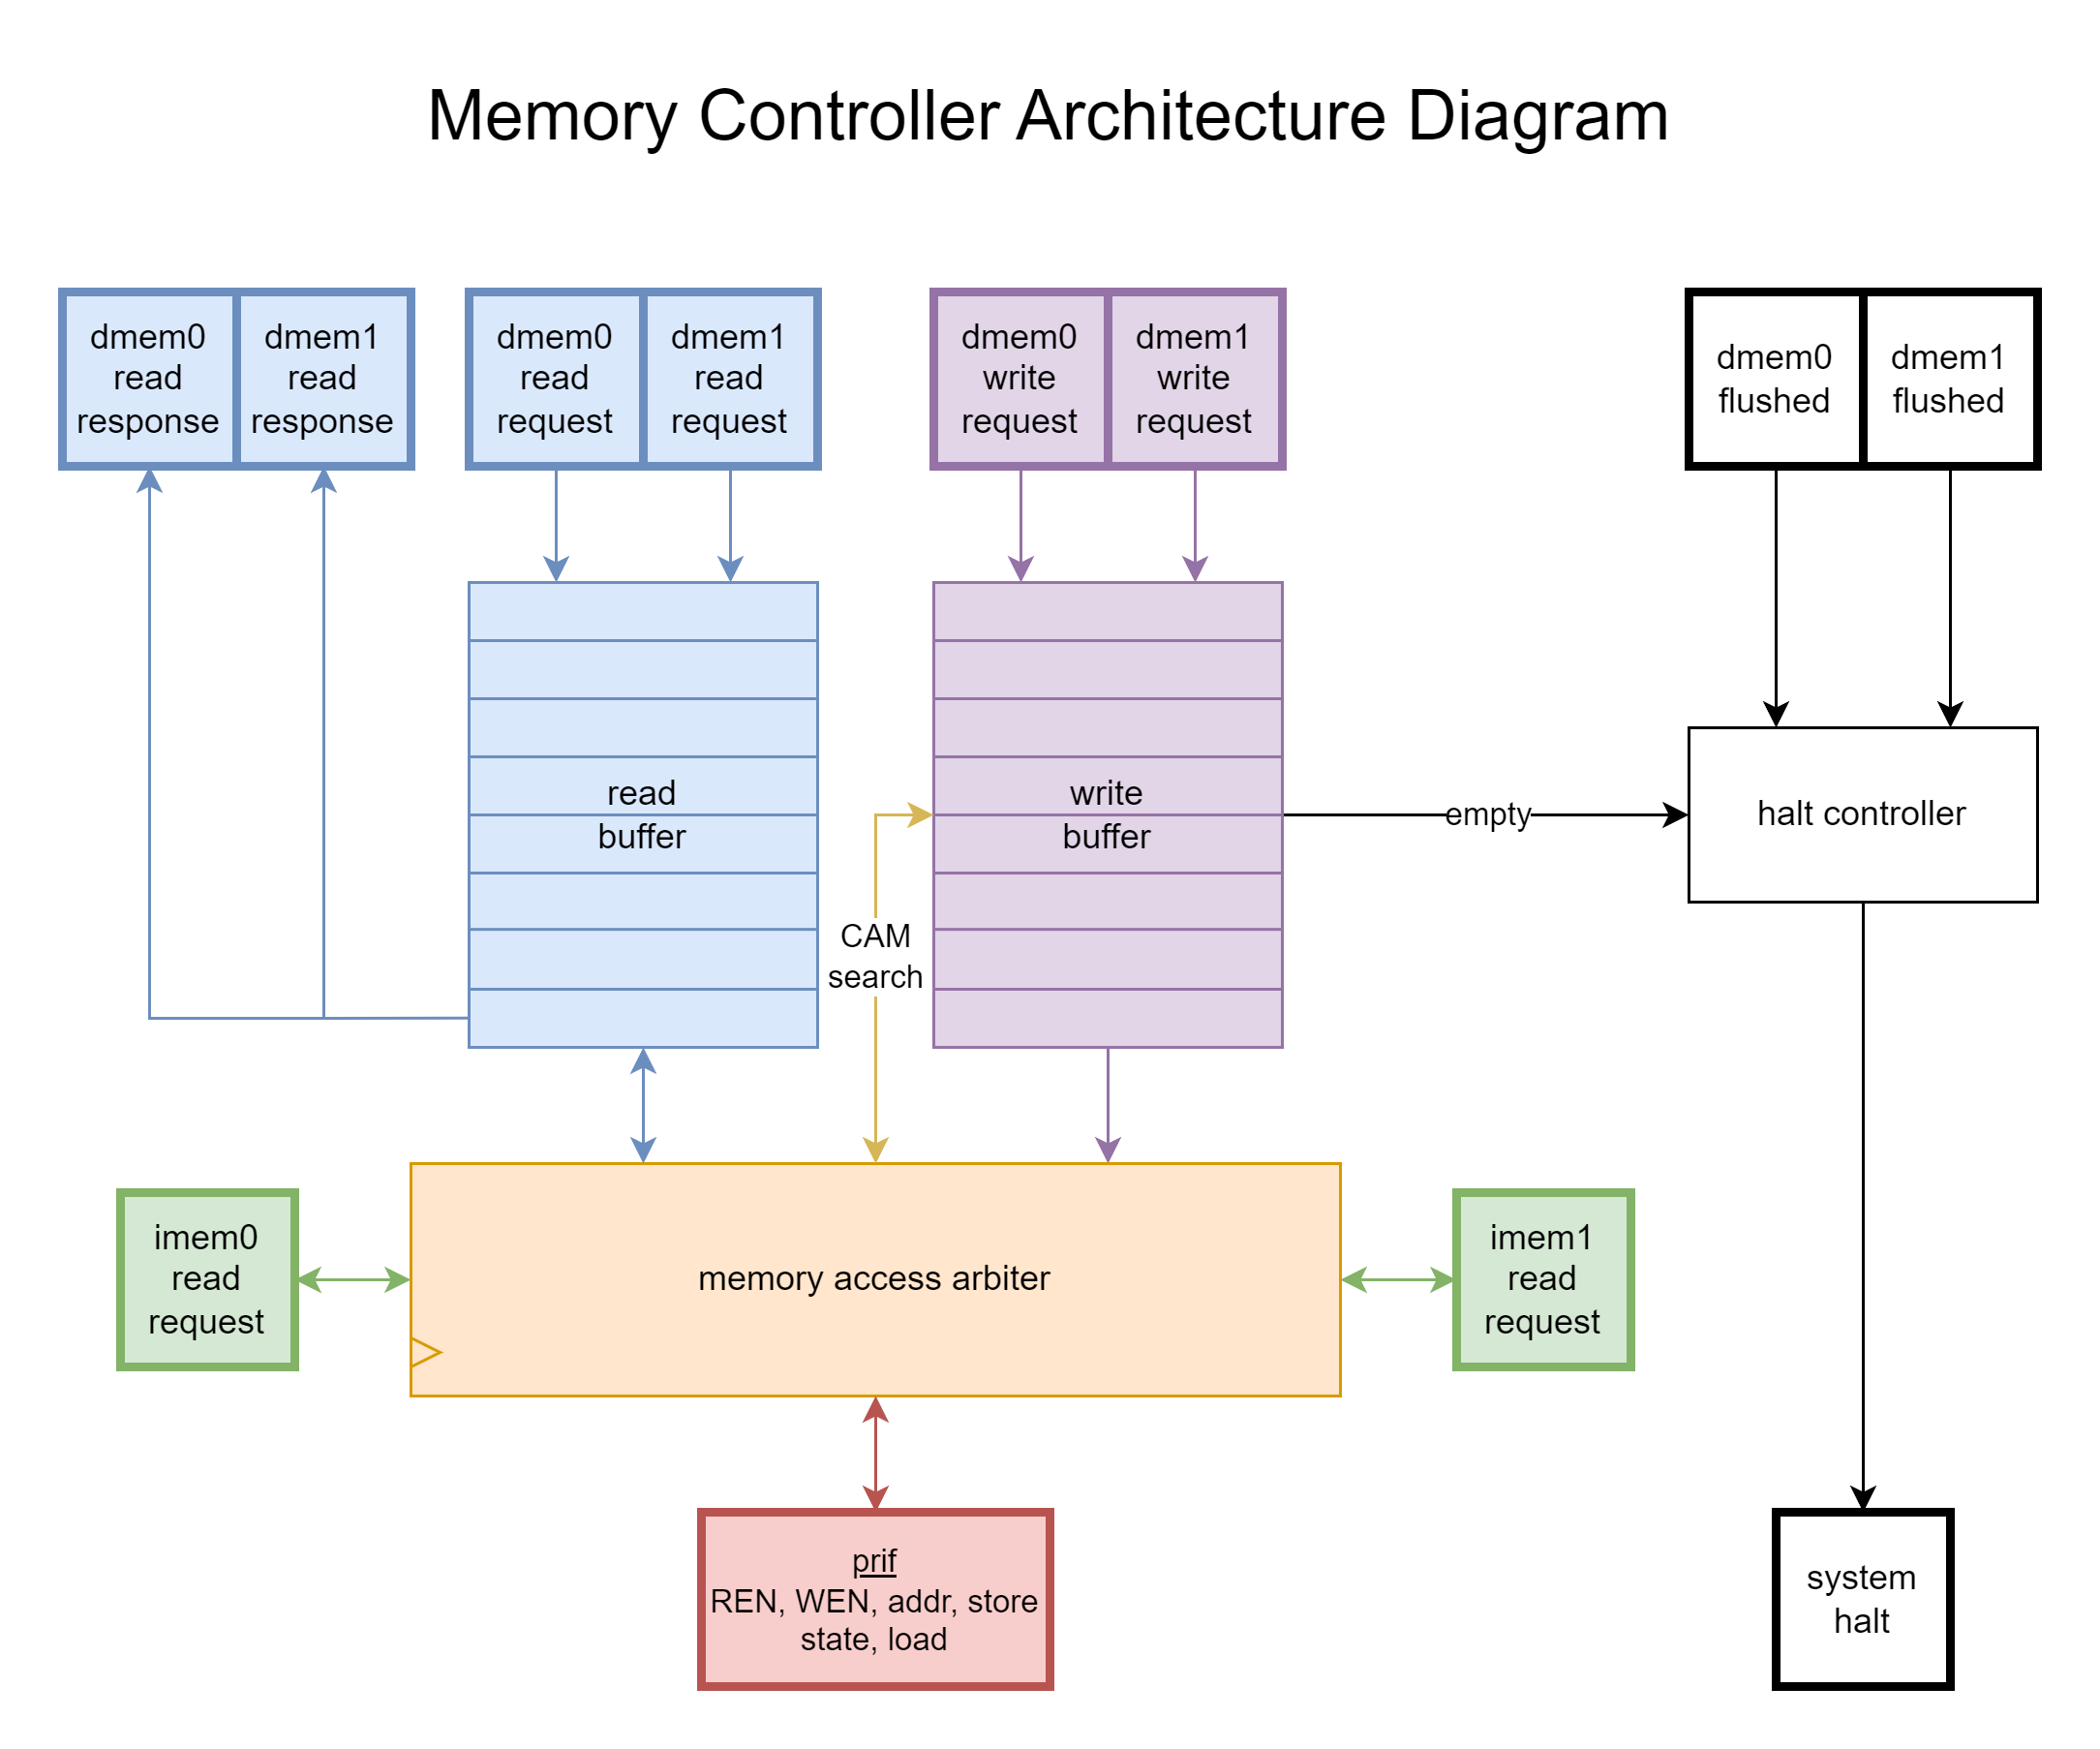 Memory Controller Architecture Diagram
dmem0
read
response
dmem1
read
response
dmem0
read
request
dmem1
read
request
dmem0
write
request
dmem1
write
request
dmem0
flushed
dmem1
flushed
read
buffer
write
buffer
empty
halt controller
CAM
search
imem0
read
request
memory access arbiter
imem1
read
request
prif
REN, WEN, addr, store
state, load
system
halt